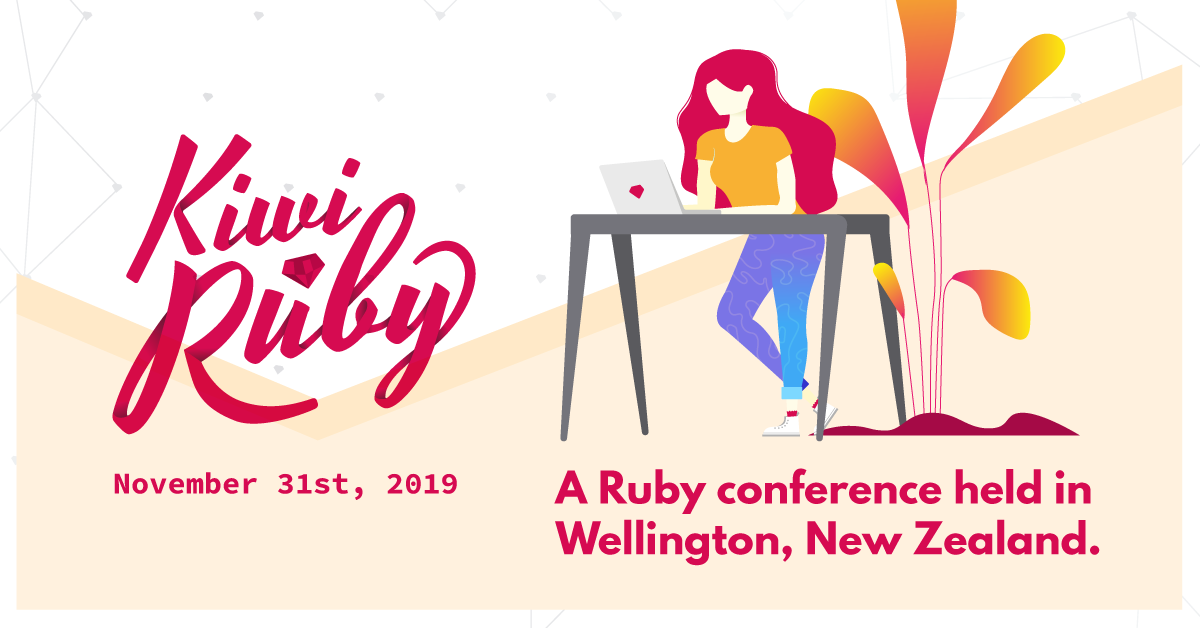 Kiwi
Ruby
November 31st, 2019
A Ruby conference held in
Wellington, New Zealand.